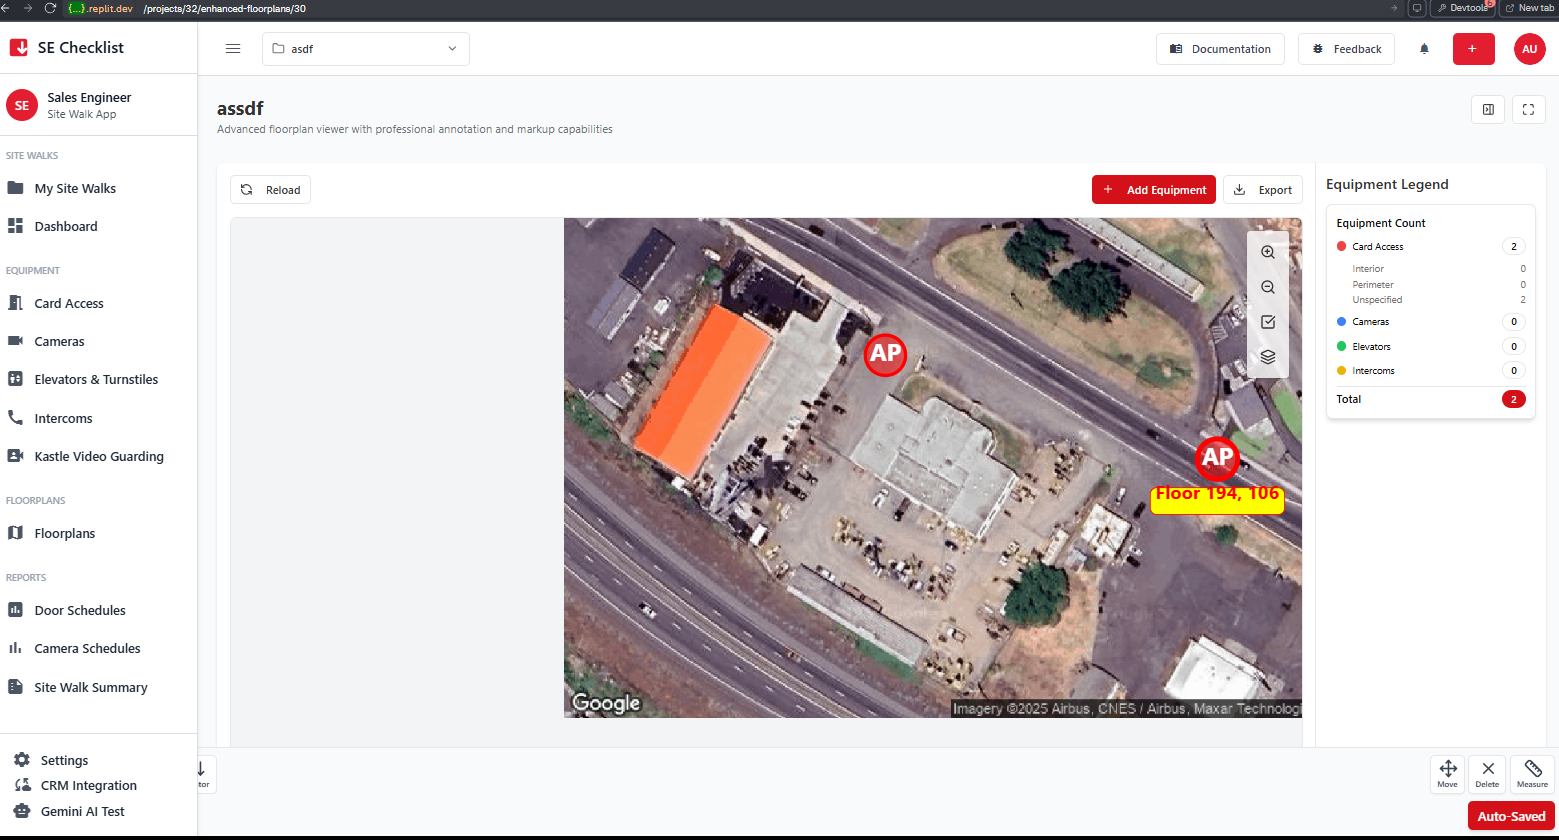 {...}.replit.dev /projects/32/enhanced-floorplans/30
Devtools 6
New tab
SE Checklist
asdf
Documentation
Feedback
+
AU
SE
Sales Engineer
Site Walk App
SITE WALKS
My Site Walks
Dashboard
EQUIPMENT
Card Access
Cameras
Elevators & Turnstiles
Intercoms
Kastle Video Guarding
FLOORPLANS
Floorplans
REPORTS
Door Schedules
Camera Schedules
Site Walk Summary
Settings
CRM Integration
Gemini AI Test
assdf
Advanced floorplan viewer with professional annotation and markup capabilities
Reload
+ Add Equipment
Export
AP
AP
Floor 194, 106
Google
Imagery ©2025 Airbus, CNES / Airbus, Maxar Technologi
Equipment Legend
Equipment Count
Card Access 2
Interior 0
Perimeter 0
Unspecified 2
Cameras 0
Elevators 0
Intercoms 0
Total 2
tor
Move
Delete
Measure
Auto-Saved